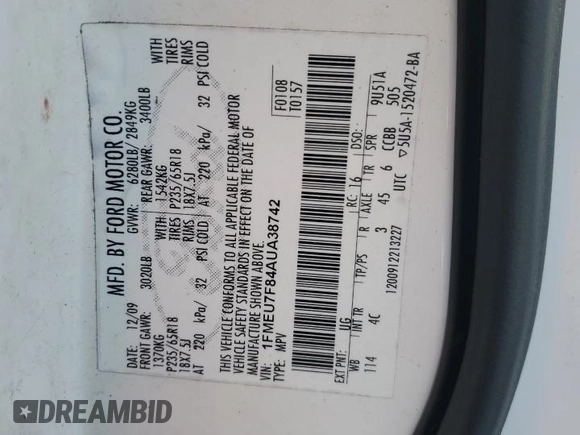 MFD. BY FORD MOTOR CO.
DATE: 12/09 GVWR: 6280LB/ 2849KG
FRONT GAWR: 3020LB REAR GAWR: 3400LB
1370KG WITH 1542KG WITH
P235/65R18 TIRES P235/65R18 TIRES
18X7.5J RIMS 18X7.5J RIMS
AT 220 kPa/ 32 PSI COLD AT 220 kPa/ 32 PSI COLD
THIS VEHICLE CONFORMS TO ALL APPLICABLE FEDERAL MOTOR
VEHICLE SAFETY STANDARDS IN EFFECT ON THE DATE OF
MANUFACTURE SHOWN ABOVE.
VIN: 1FMEU7F84AUA38742
TYPE: MPV
F0108
T0157
EXT PNT: UG RC: 16 DSO:
WB INT TR TP/PS R AXLE TR SPR
114 4C 3 45 6 CCBB 9U51A
505
1200912213227 UTC ▽5U5A-1520472-BA
DREAMBID